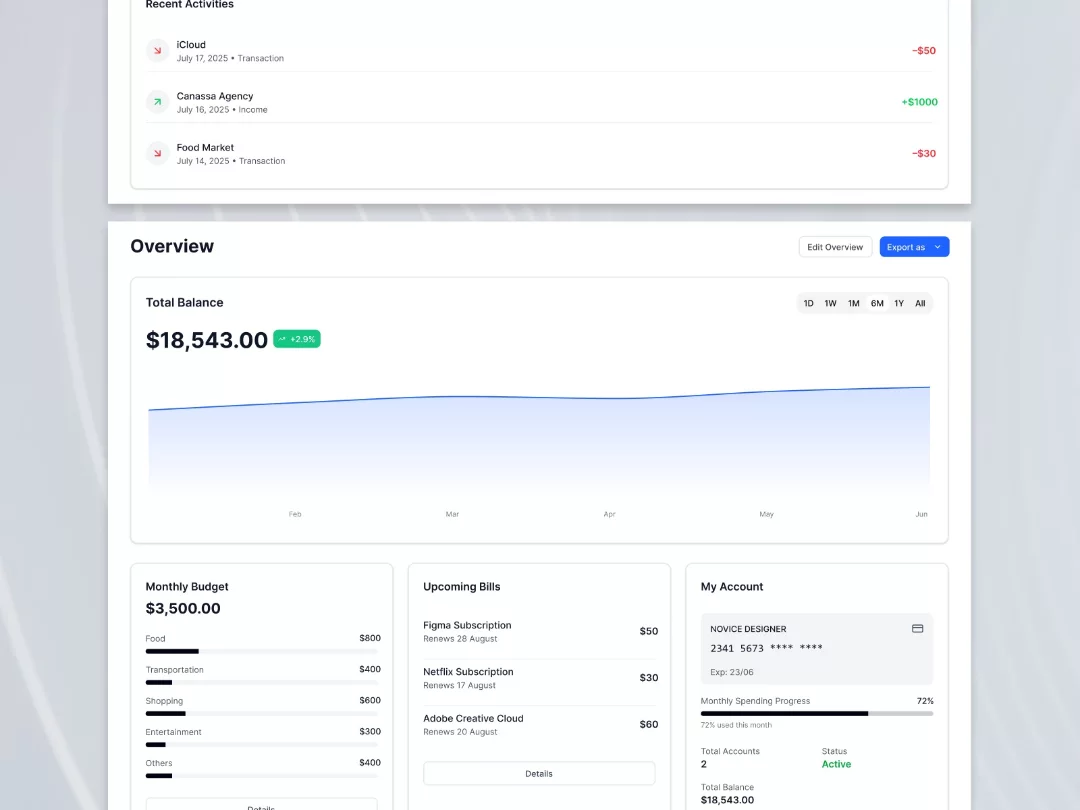 Recent Activities
iCloud
July 17, 2025 • Transaction
−$50
Canassa Agency
July 16, 2025 • Income
+$1000
Food Market
July 14, 2025 • Transaction
−$30
Overview
Edit Overview
Export as
Total Balance
1D 1W 1M 6M 1Y All
$18,543.00
+2.9%
Feb Mar Apr May Jun
Monthly Budget
$3,500.00
Food $800
Transportation $400
Shopping $600
Entertainment $300
Others $400
Details
Upcoming Bills
Figma Subscription
Renews 28 August
$50
Netflix Subscription
Renews 17 August
$30
Adobe Creative Cloud
Renews 20 August
$60
Details
My Account
NOVICE DESIGNER
2341 5673 **** ****
Exp: 23/06
Monthly Spending Progress 72%
72% used this month
Total Accounts
2
Status
Active
Total Balance
$18,543.00